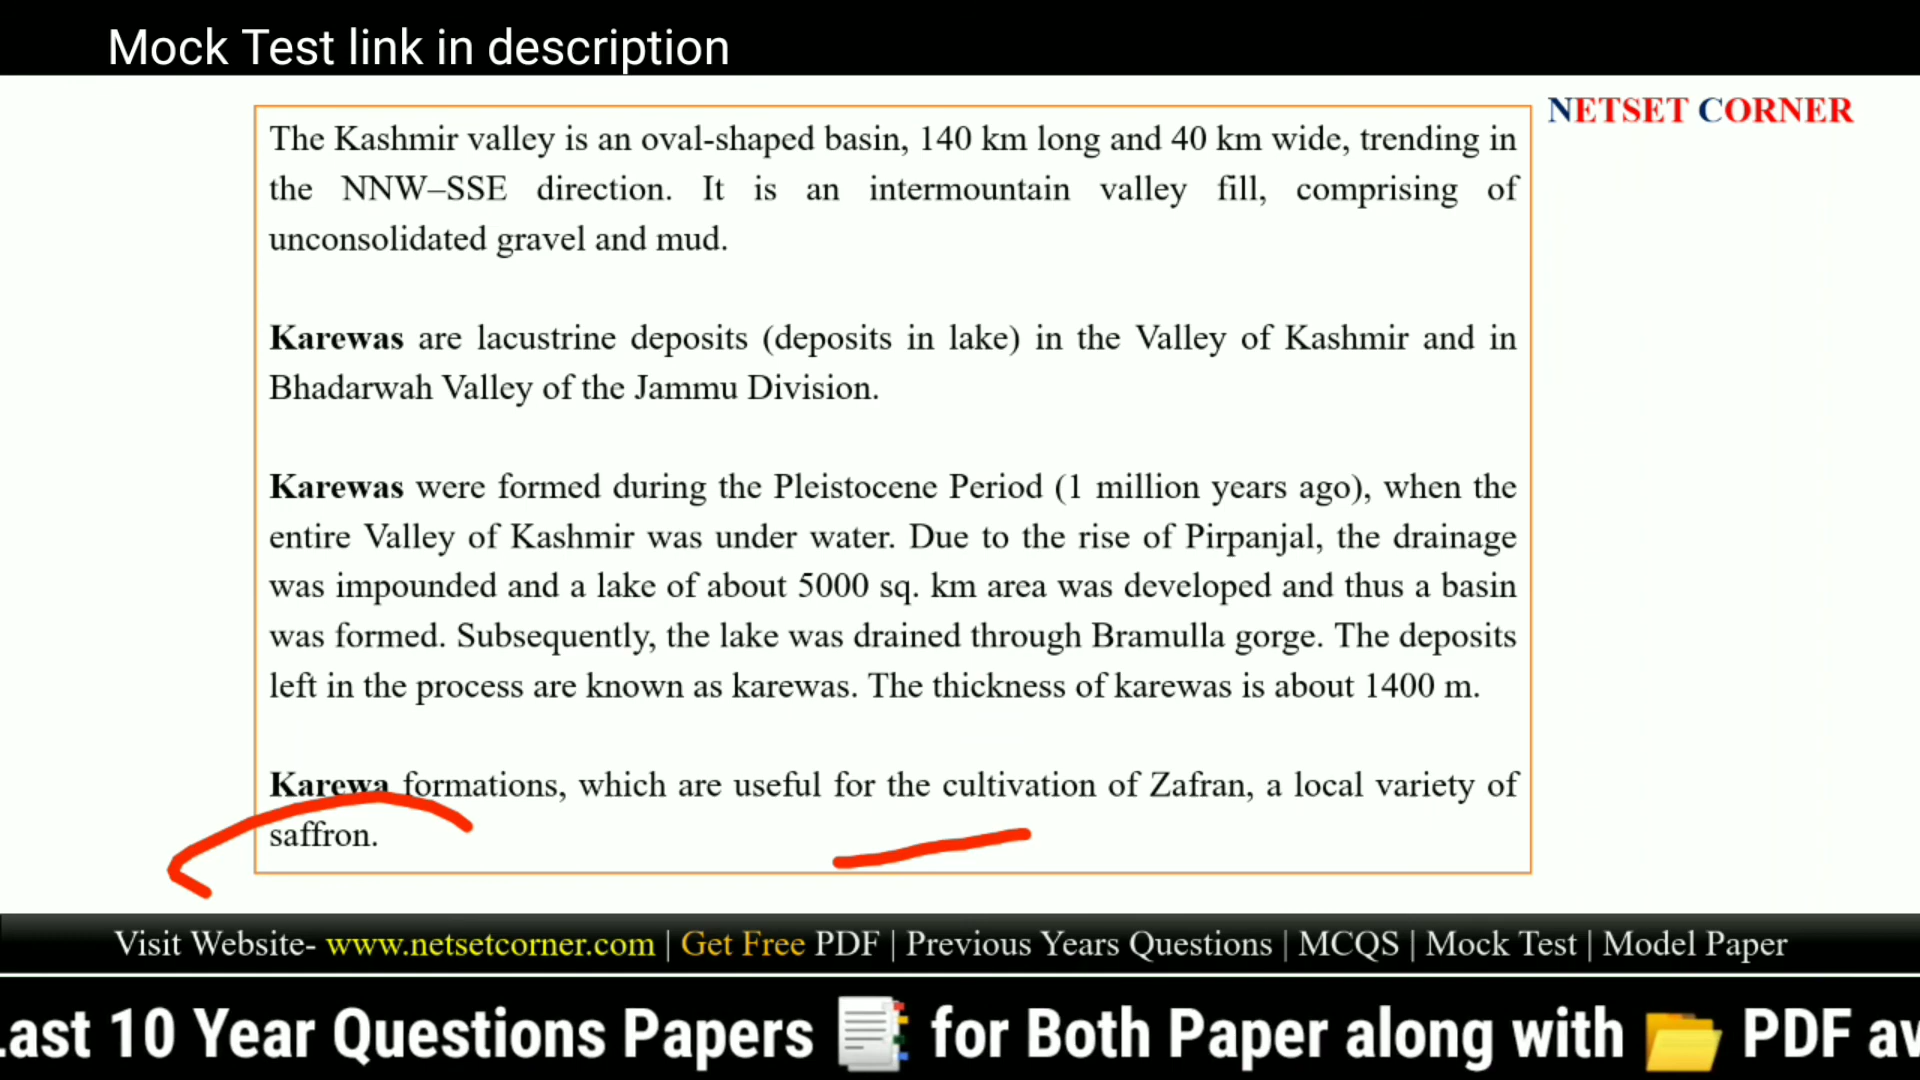 Mock Test link in description
NETSET CORNER
The Kashmir valley is an oval-shaped basin, 140 km long and 40 km wide, trending in
the NNW–SSE direction. It is an intermountain valley fill, comprising of
unconsolidated gravel and mud.
Karewas are lacustrine deposits (deposits in lake) in the Valley of Kashmir and in
Bhadarwah Valley of the Jammu Division.
Karewas were formed during the Pleistocene Period (1 million years ago), when the
entire Valley of Kashmir was under water. Due to the rise of Pirpanjal, the drainage
was impounded and a lake of about 5000 sq. km area was developed and thus a basin
was formed. Subsequently, the lake was drained through Bramulla gorge. The deposits
left in the process are known as karewas. The thickness of karewas is about 1400 m.
Karewa formations, which are useful for the cultivation of Zafran, a local variety of
saffron.
Visit Website- www.netsetcorner.com | Get Free PDF | Previous Years Questions | MCQS | Mock Test | Model Paper
ast 10 Year Questions Papers 📑 for Both Paper along with 📂 PDF av